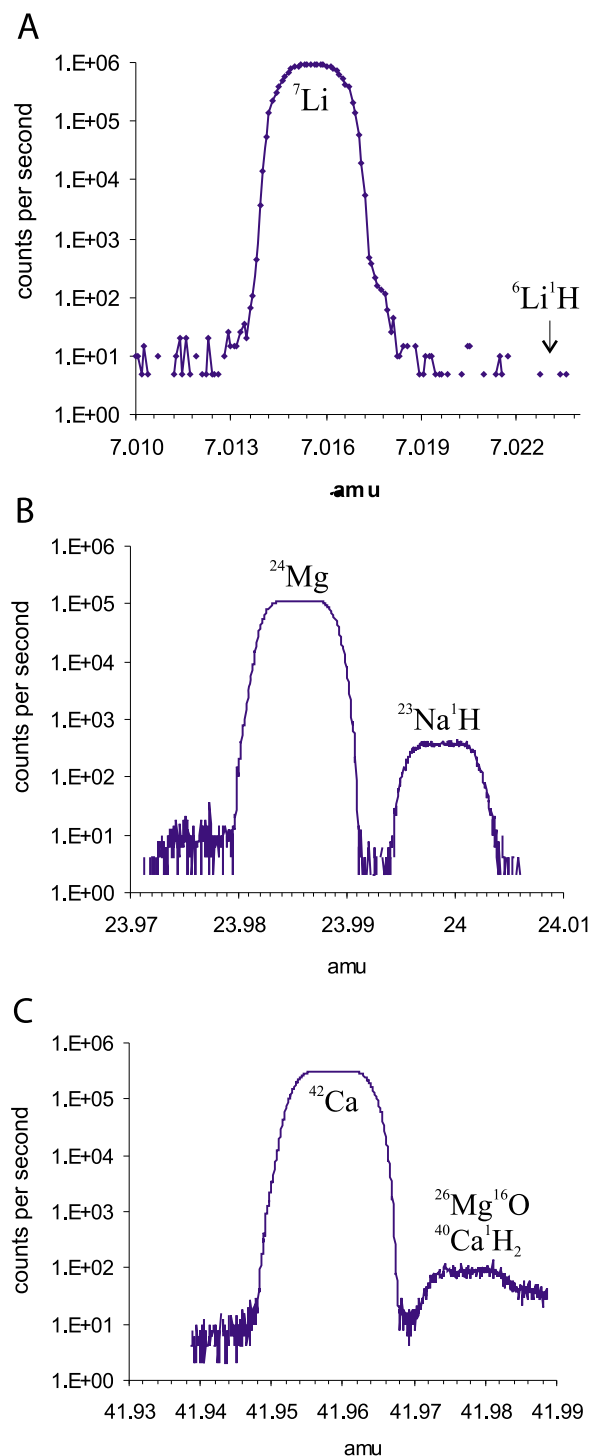 A
1.E+06
1.E+05
1.E+04
1.E+03
1.E+02
1.E+01
1.E+00
counts per second
⁷Li
⁶Li¹H
7.010 7.013 7.016 7.019 7.022
amu
B
1.E+06
1.E+05
1.E+04
1.E+03
1.E+02
1.E+01
1.E+00
counts per second
²⁴Mg
²³Na¹H
23.97 23.98 23.99 24 24.01
amu
C
1.E+06
1.E+05
1.E+04
1.E+03
1.E+02
1.E+01
1.E+00
counts per second
⁴²Ca
²⁶Mg¹⁶O
⁴⁰Ca¹H₂
41.93 41.94 41.95 41.96 41.97 41.98 41.99
amu